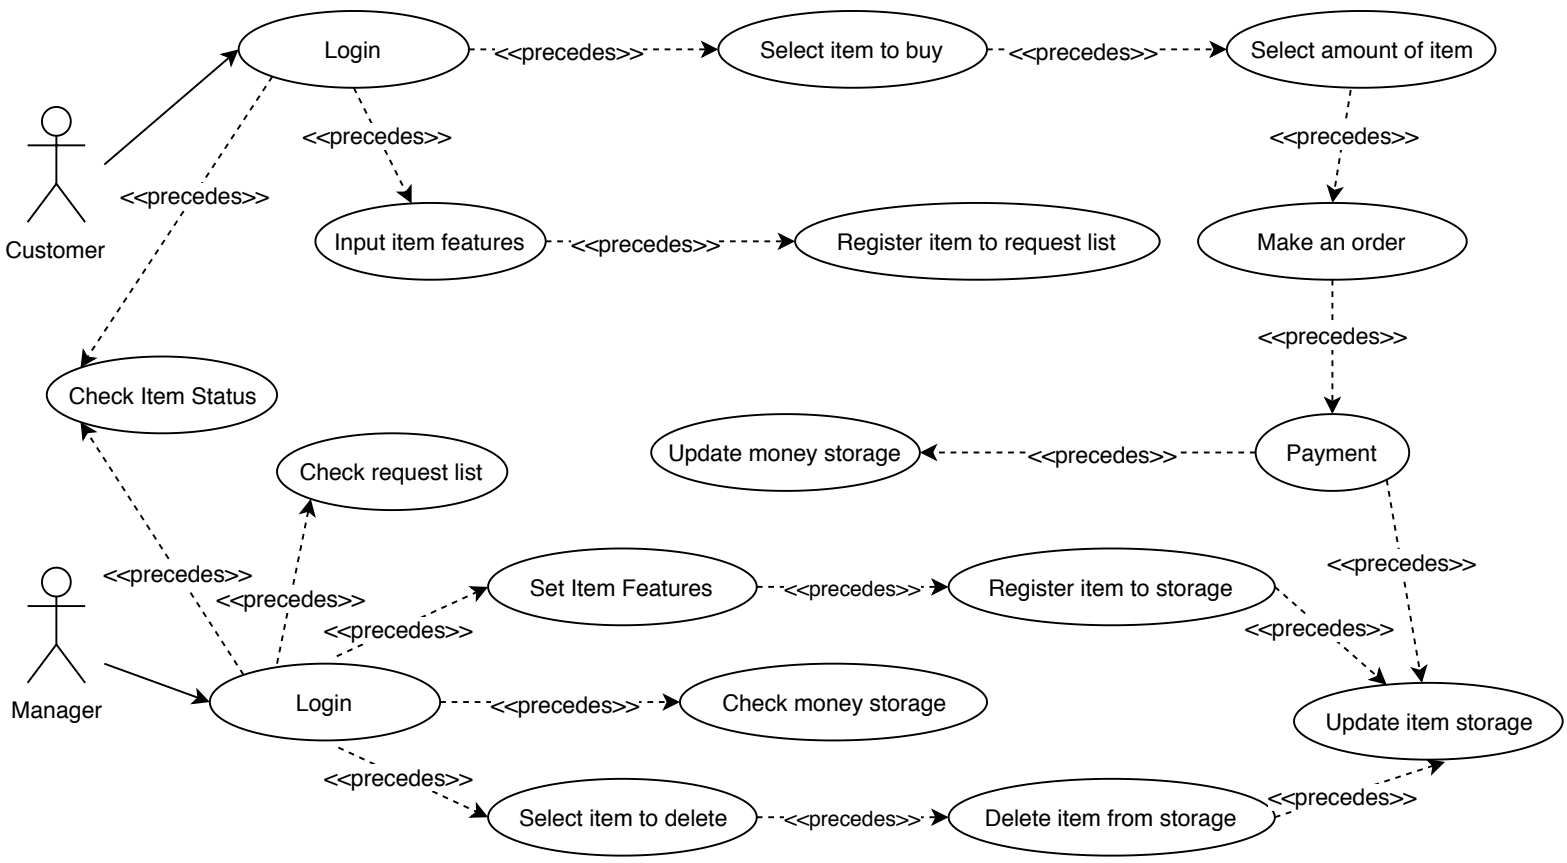 Login
<<precedes>>
Select item to buy
<<precedes>>
Select amount of item
<<precedes>>
<<precedes>>
<<precedes>>
Customer
Input item features
<<precedes>>
Register item to request list
Make an order
<<precedes>>
Check Item Status
Update money storage
<<precedes>>
Payment
Check request list
<<precedes>>
<<precedes>>
<<precedes>>
Set Item Features
<<precedes>>
Register item to storage
<<precedes>>
<<precedes>>
Manager
Login
<<precedes>>
Check money storage
Update item storage
<<precedes>>
<<precedes>>
Select item to delete
<<precedes>>
Delete item from storage